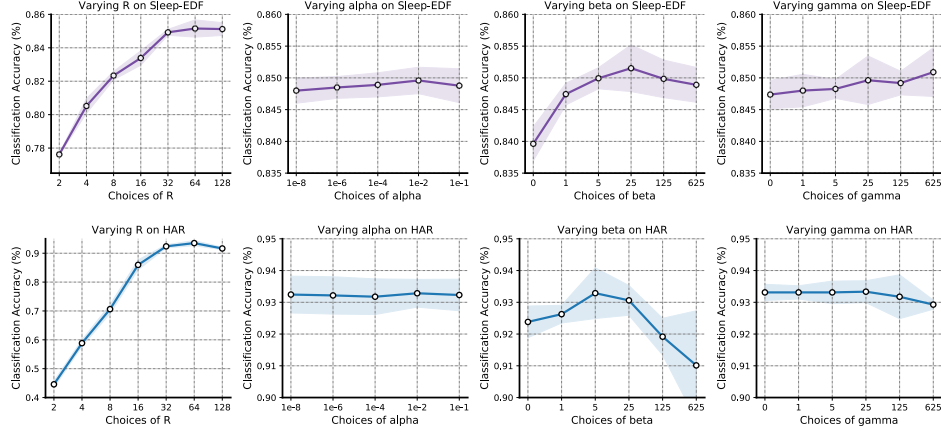 Varying R on Sleep-EDF
Classification Accuracy (%)
0.86
0.84
0.82
0.80
0.78
2 4 8 16 32 64 128
Choices of R
Varying alpha on Sleep-EDF
Classification Accuracy (%)
0.860
0.855
0.850
0.845
0.840
0.835
1e-8 1e-6 1e-4 1e-2 1e-1
Choices of alpha
Varying beta on Sleep-EDF
Classification Accuracy (%)
0.860
0.855
0.850
0.845
0.840
0.835
0 1 5 25 125 625
Choices of beta
Varying gamma on Sleep-EDF
Classification Accuracy (%)
0.860
0.855
0.850
0.845
0.840
0.835
0 1 5 25 125 625
Choices of gamma
Varying R on HAR
Classification Accuracy (%)
0.9
0.8
0.7
0.6
0.5
0.4
2 4 8 16 32 64 128
Choices of R
Varying alpha on HAR
Classification Accuracy (%)
0.95
0.94
0.93
0.92
0.91
0.90
1e-8 1e-6 1e-4 1e-2 1e-1
Choices of alpha
Varying beta on HAR
Classification Accuracy (%)
0.95
0.94
0.93
0.92
0.91
0.90
0 1 5 25 125 625
Choices of beta
Varying gamma on HAR
Classification Accuracy (%)
0.95
0.94
0.93
0.92
0.91
0.90
0 1 5 25 125 625
Choices of gamma